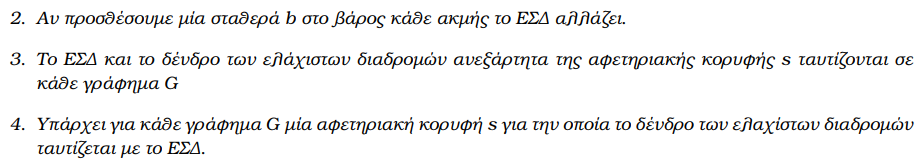 2. Αν προσθέσουμε μία σταθερά b στο βάρος κάθε ακμής το ΕΣΔ αλλάζει.
3. Το ΕΣΔ και το δένδρο των ελάχιστων διαδρομών ανεξάρτητα της αφετηριακής κορυφής s ταυτίζονται σε
κάθε γράφημα G
4. Υπάρχει για κάθε γράφημα G μία αφετηριακή κορυφή s για την οποία το δένδρο των ελαχίστων διαδρομών
ταυτίζεται με το ΕΣΔ.